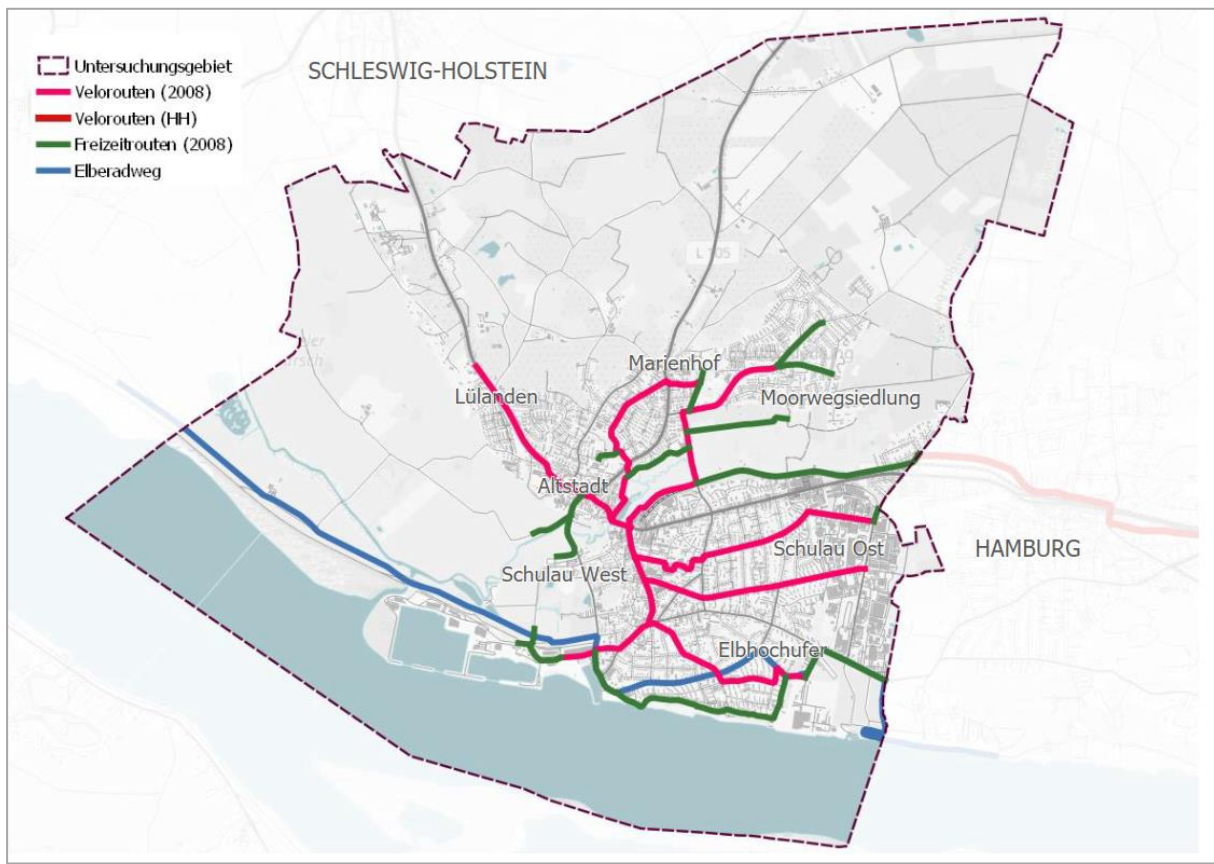 Untersuchungsgebiet
Velorouten (2008)
Velorouten (HH)
Freizeitrouten (2008)
Elberadweg
SCHLESWIG-HOLSTEIN
Marienhof
Lülanden
Moorwegsiedlung
Altstadt
Schulau Ost
HAMBURG
Schulau West
Elbhochufer